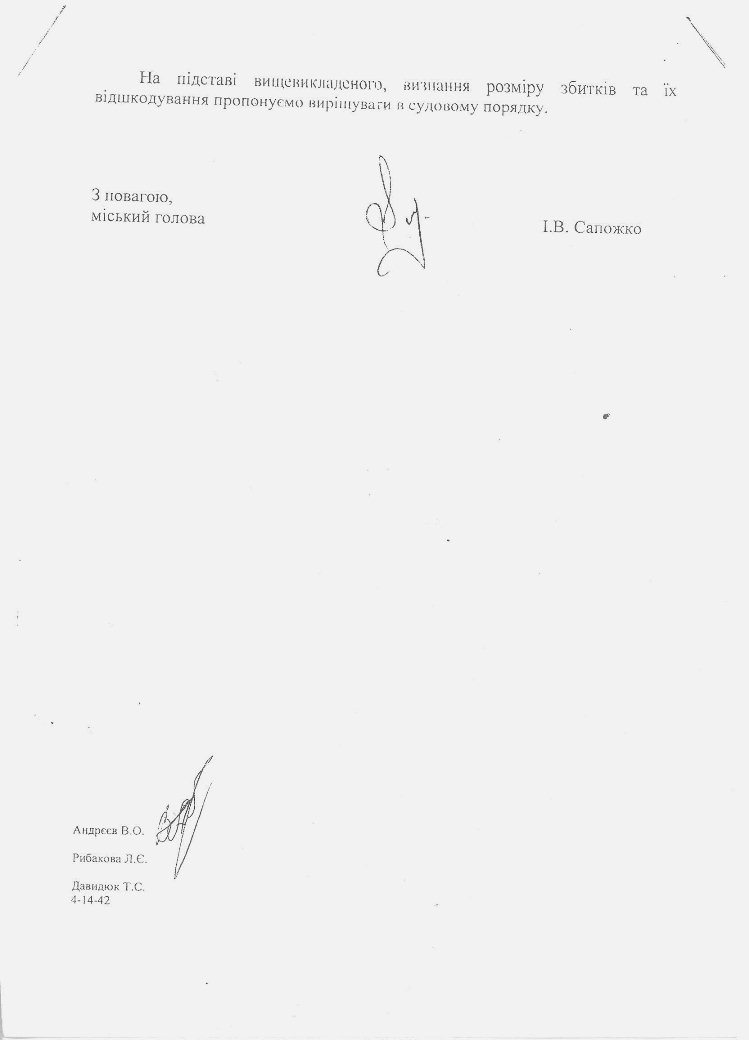 На підставі вищевикладеного, визнання розміру збитків та їх
відшкодування пропонуємо вирішувати в судовому порядку.
З повагою,
міський голова
І.В. Сапожко
Андрєєв В.О.
Рибакова Л.Є.
Давидюк Т.С.
4-14-42